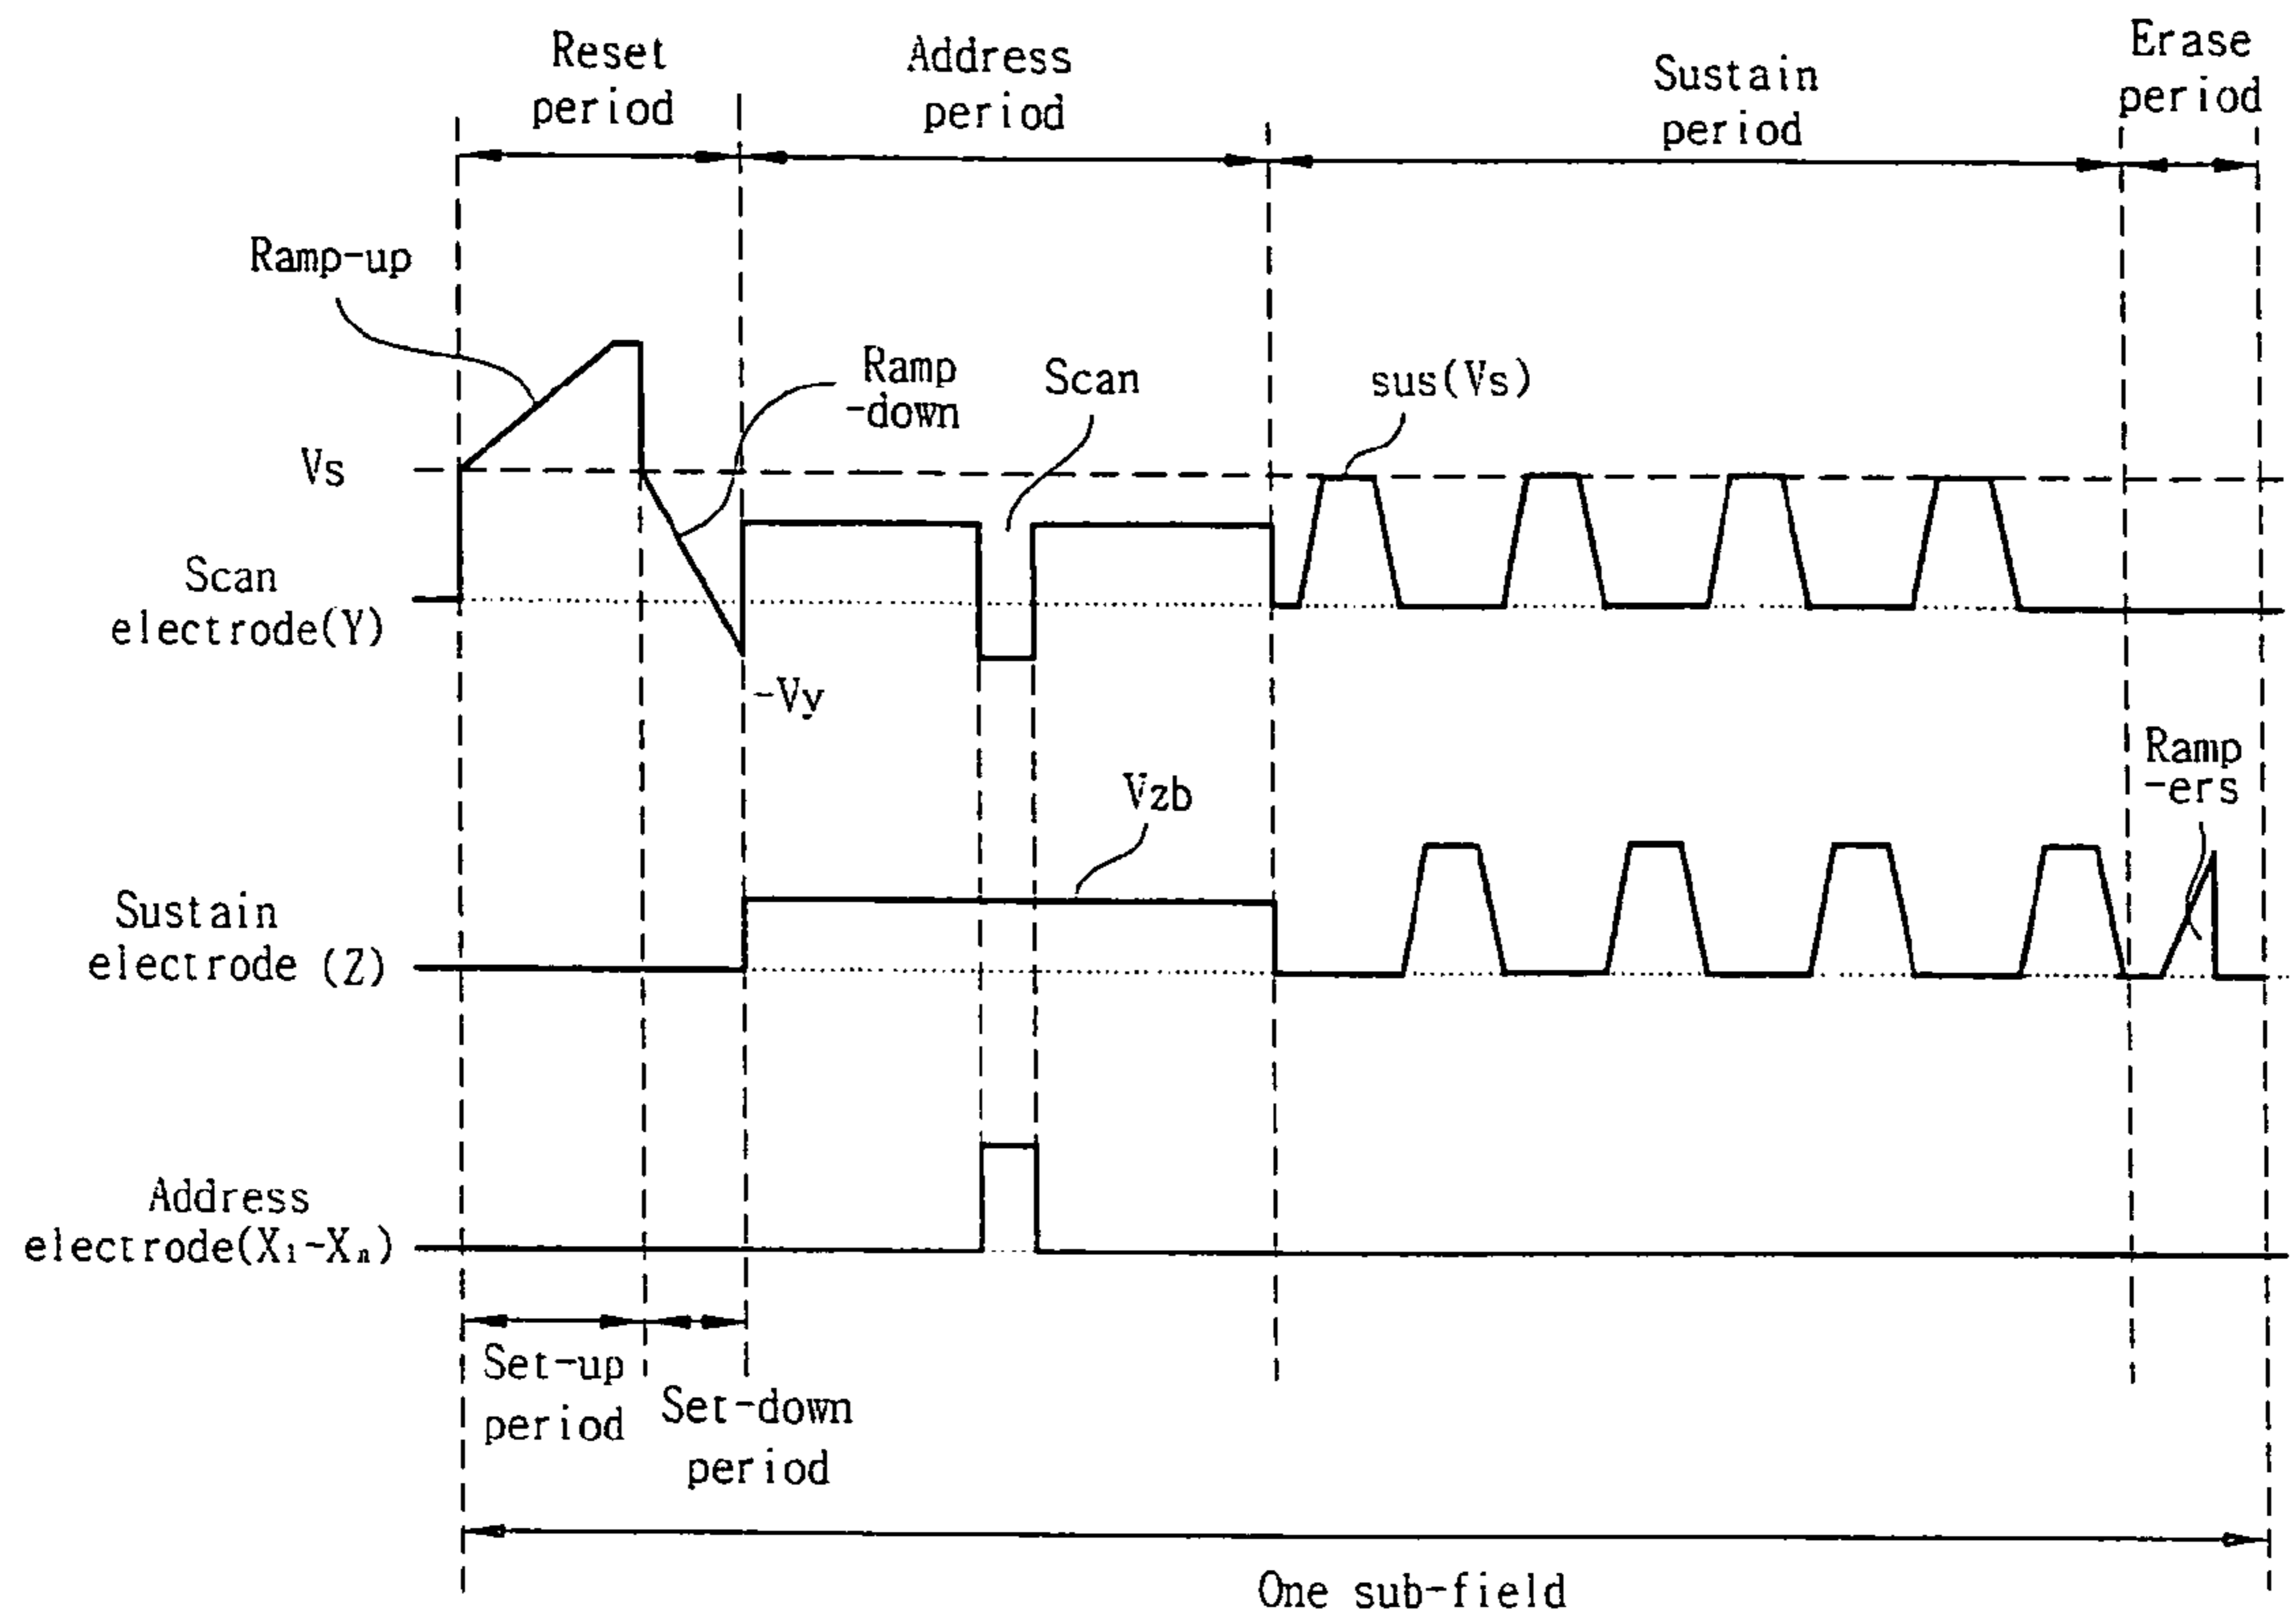 Reset
period
Address
period
Sustain
period
Erase
period
Ramp-up
Ramp
-down
Scan
sus(Vs)
Vs
Scan
electrode(Y)
-Vy
Ramp
-ers
Vzb
Sustain
electrode (Z)
Address
electrode(X₁-Xₙ)
Set-up
period
Set-down
period
One sub-field